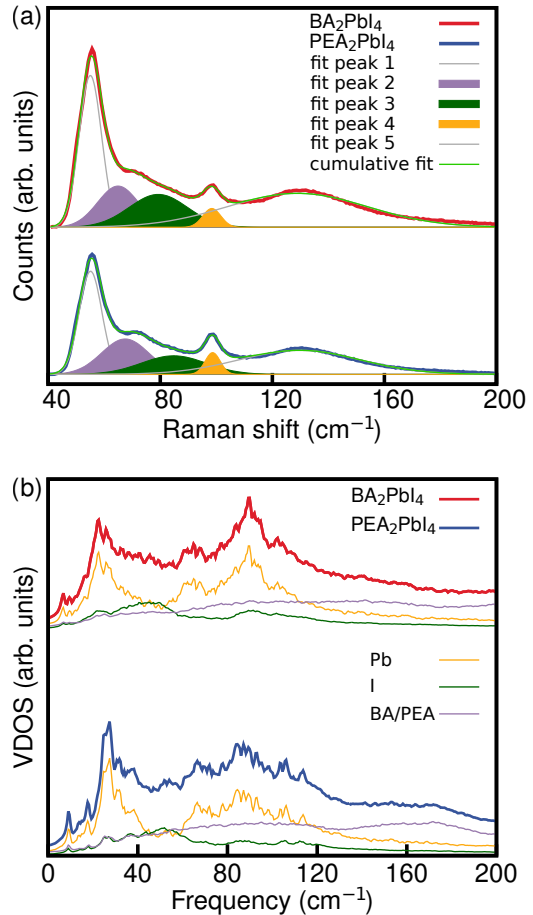 (a)
BA₂PbI₄
PEA₂PbI₄
fit peak 1
fit peak 2
fit peak 3
fit peak 4
fit peak 5
cumulative fit
Counts (arb. units)
40 80 120 160 200
Raman shift (cm⁻¹)
(b)
BA₂PbI₄
PEA₂PbI₄
Pb
I
BA/PEA
VDOS (arb. units)
0 40 80 120 160 200
Frequency (cm⁻¹)